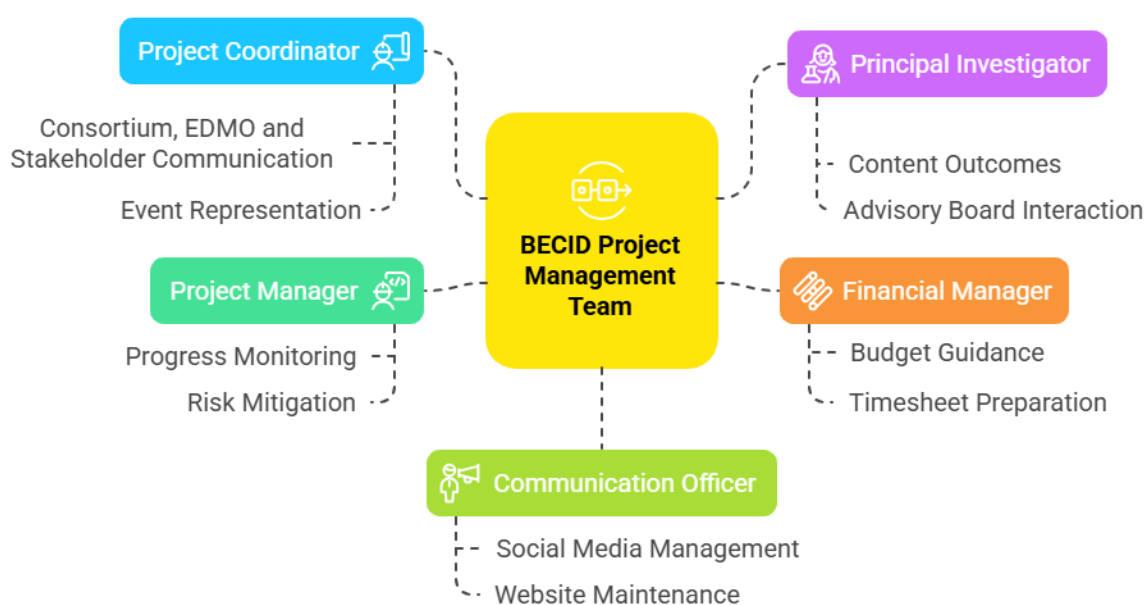 Project Coordinator
Consortium, EDMO and
Stakeholder Communication
Event Representation
Principal Investigator
Content Outcomes
Advisory Board Interaction
BECID Project
Management
Team
Project Manager
Progress Monitoring
Risk Mitigation
Financial Manager
Budget Guidance
Timesheet Preparation
Communication Officer
Social Media Management
Website Maintenance